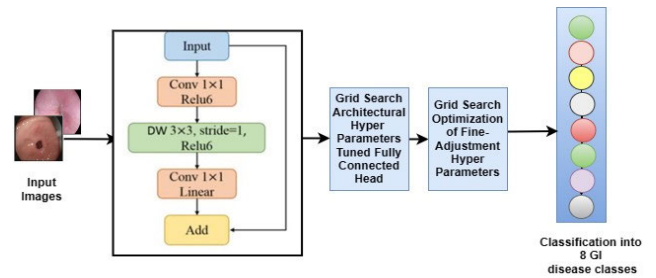 Input
Conv 1×1
Relu6
DW 3×3, stride=1,
Relu6
Conv 1×1
Linear
Add
Input
Images
Grid Search
Architectural
Hyper
Parameters
Tuned Fully
Connected
Head
Grid Search
Optimization
of Fine-
Adjustment
Hyper
Parameters
Classification into
8 GI
disease classes